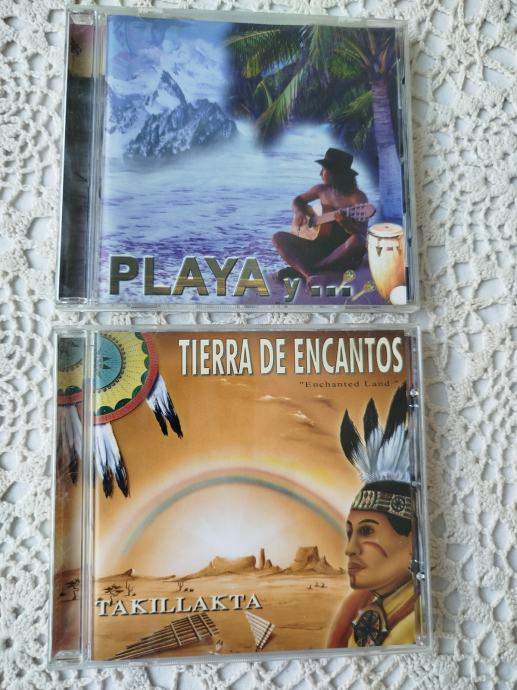 PLAYA y ...
TIERRA DE ENCANTOS
"Enchanted Land"
TAKILLAKTA